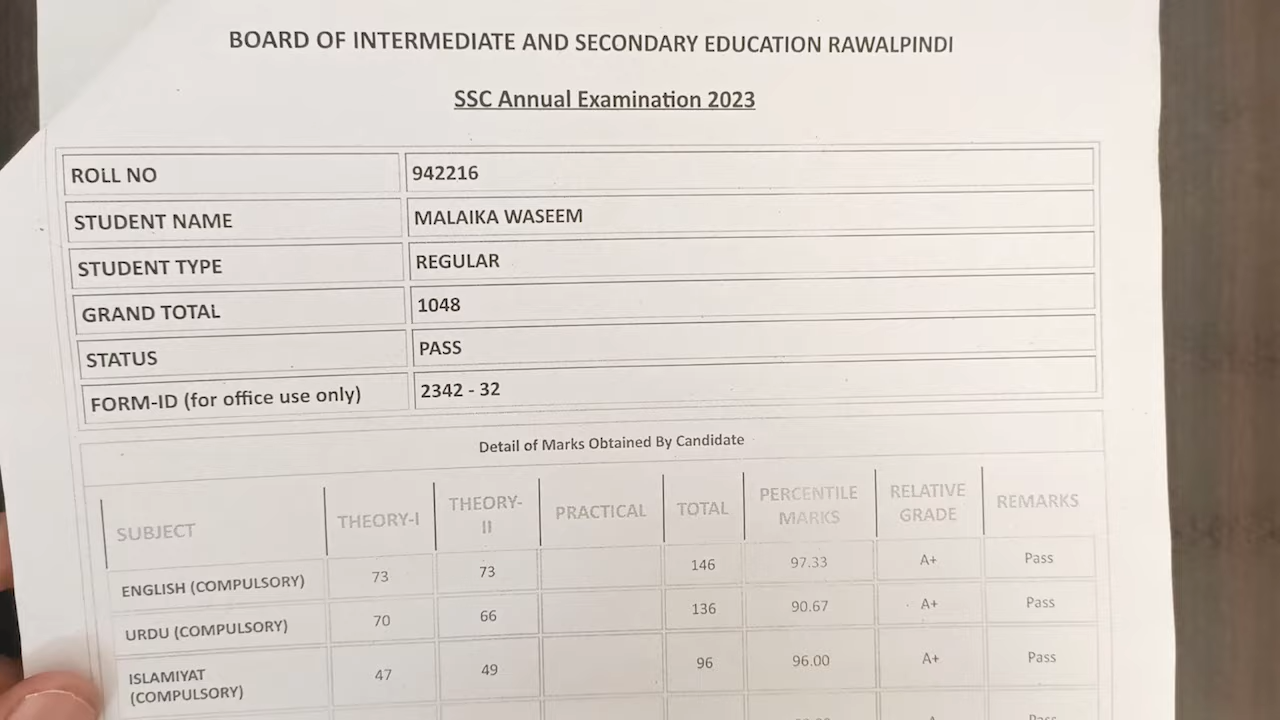 BOARD OF INTERMEDIATE AND SECONDARY EDUCATION RAWALPINDI
SSC Annual Examination 2023
ROLL NO 942216
STUDENT NAME MALAIKA WASEEM
STUDENT TYPE REGULAR
GRAND TOTAL 1048
STATUS PASS
FORM-ID (for office use only) 2342 - 32
Detail of Marks Obtained By Candidate
SUBJECT THEORY-I THEORY-II PRACTICAL TOTAL PERCENTILE MARKS RELATIVE GRADE REMARKS
ENGLISH (COMPULSORY) 73 73 146 97.33 A+ Pass
URDU (COMPULSORY) 70 66 136 90.67 A+ Pass
ISLAMIYAT (COMPULSORY) 47 49 96 96.00 A+ Pass